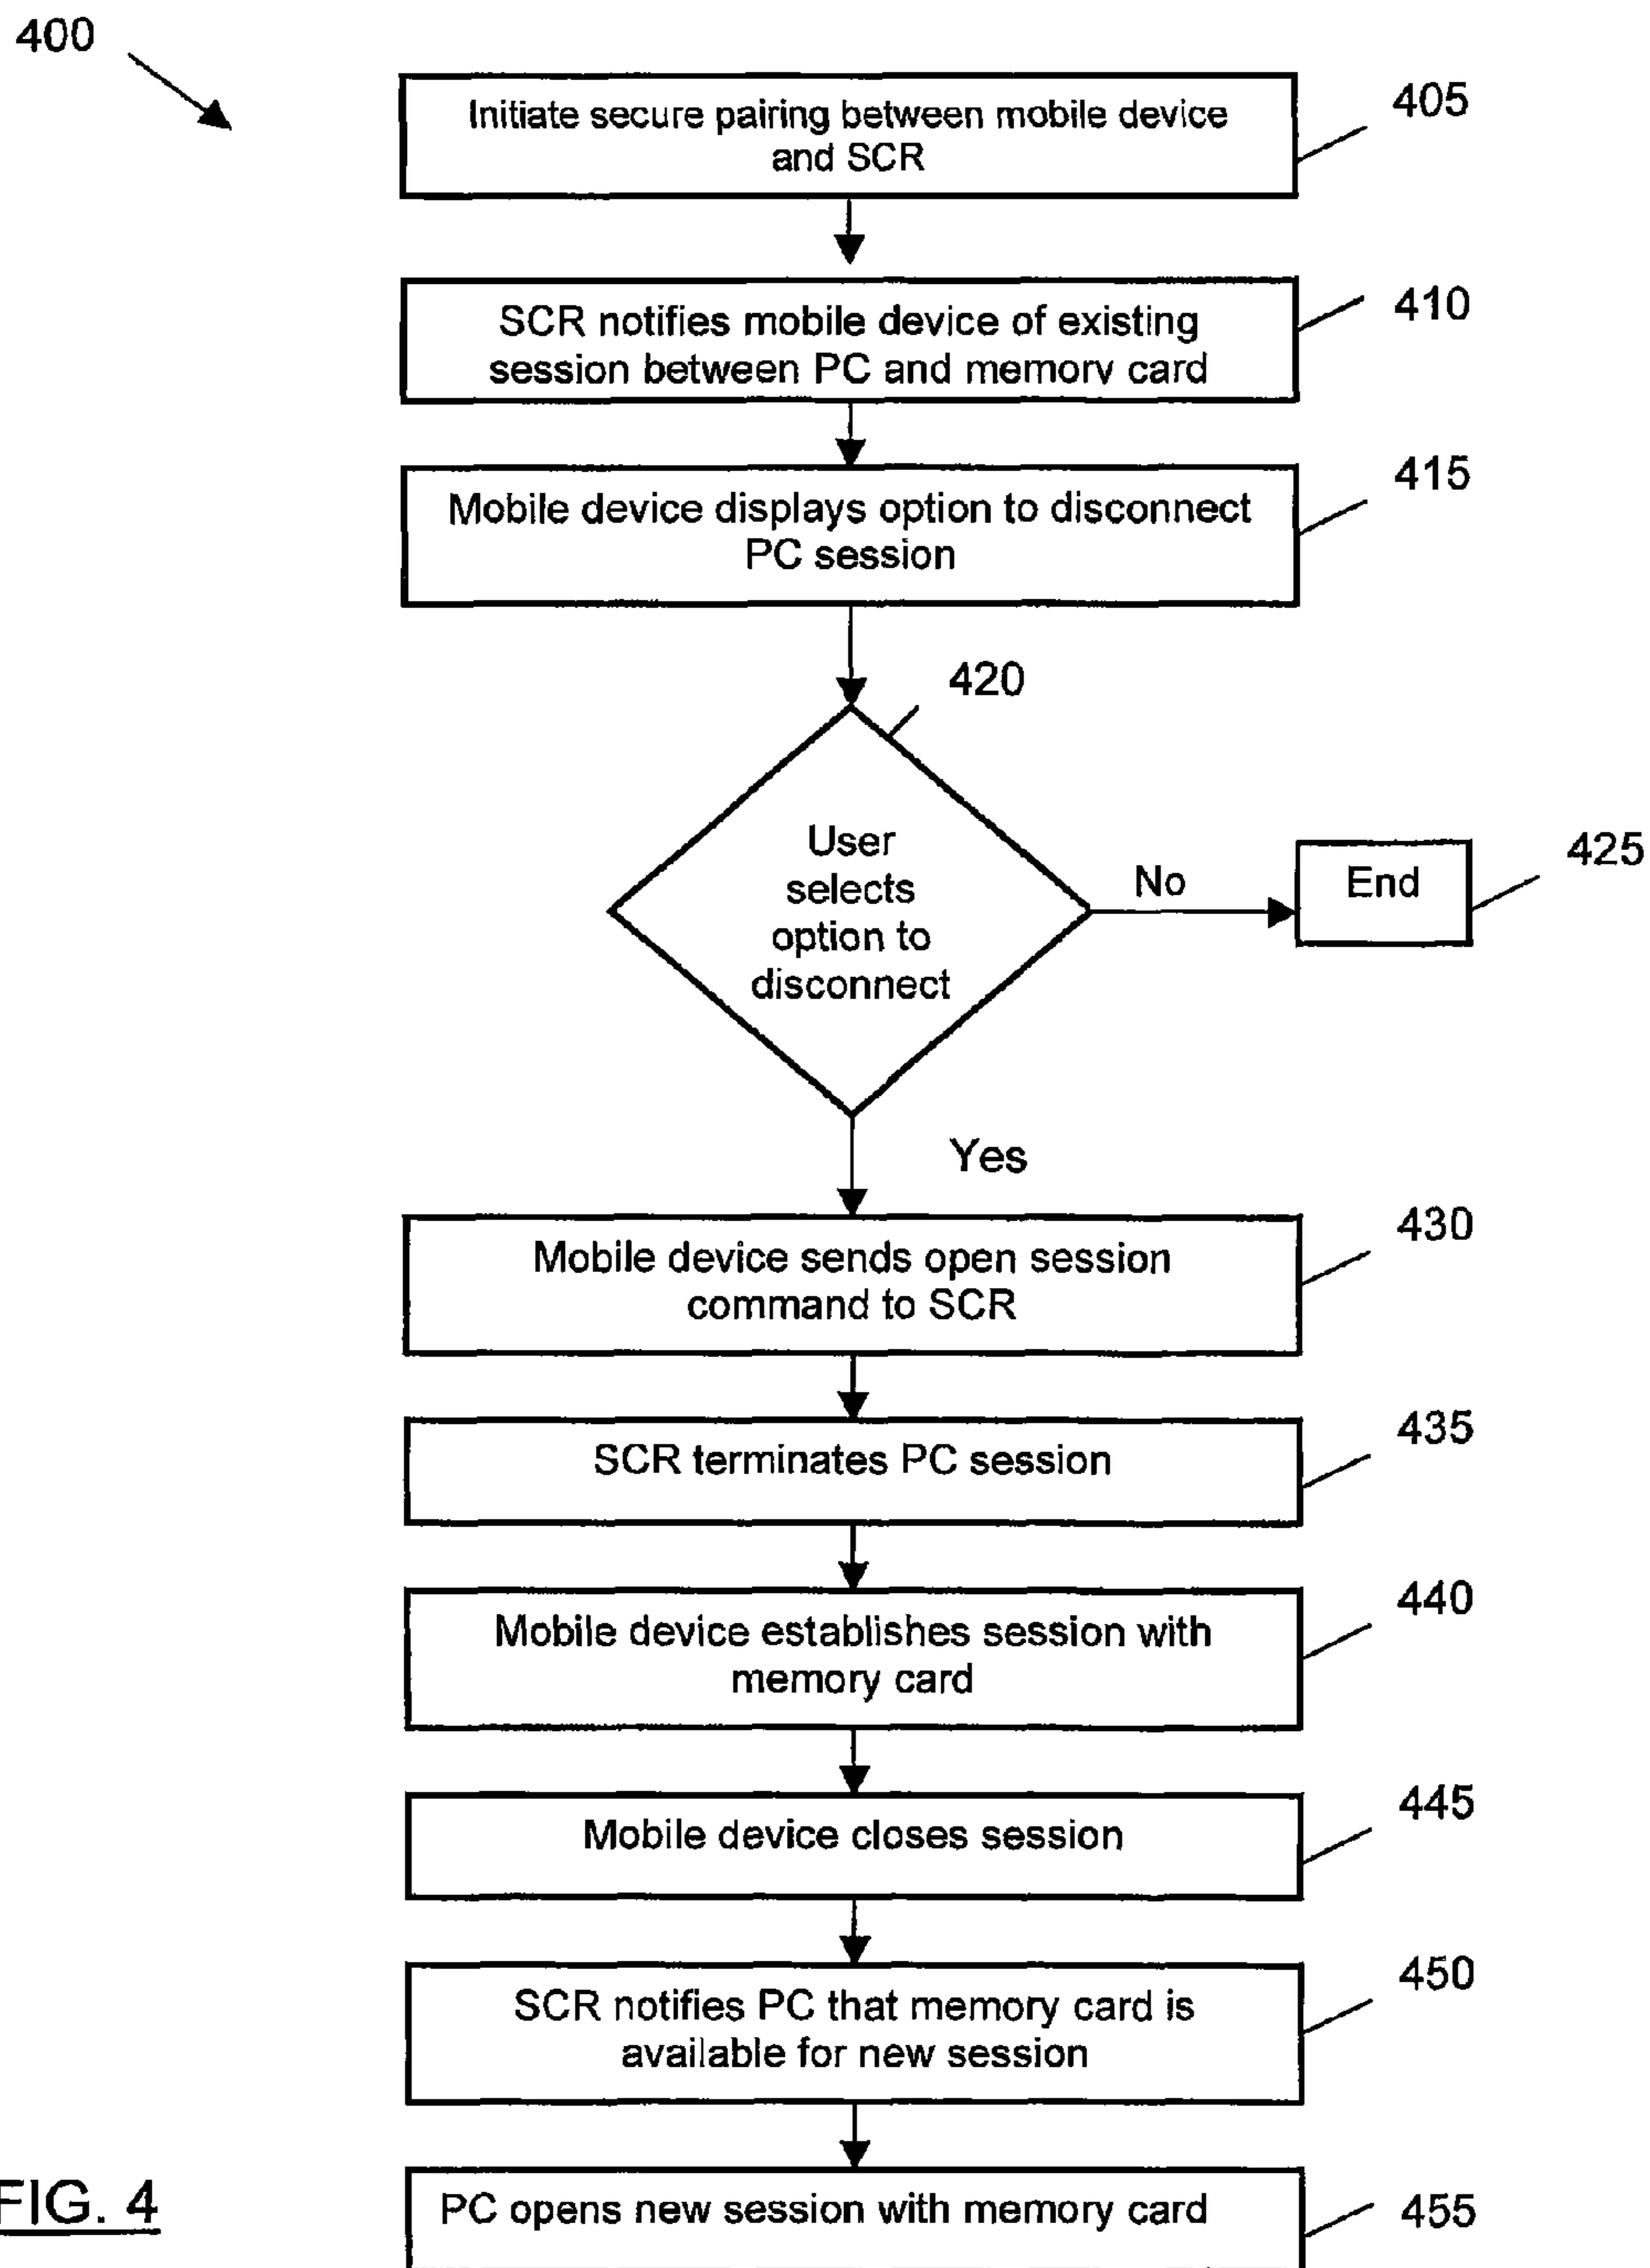 400
Initiate secure pairing between mobile device
and SCR
405
SCR notifies mobile device of existing
session between PC and memory card
410
Mobile device displays option to disconnect
PC session
415
420
User
selects
option to
disconnect
No
End
425
Yes
Mobile device sends open session
command to SCR
430
SCR terminates PC session
435
Mobile device establishes session with
memory card
440
Mobile device closes session
445
SCR notifies PC that memory card is
available for new session
450
PC opens new session with memory card
455
FIG. 4